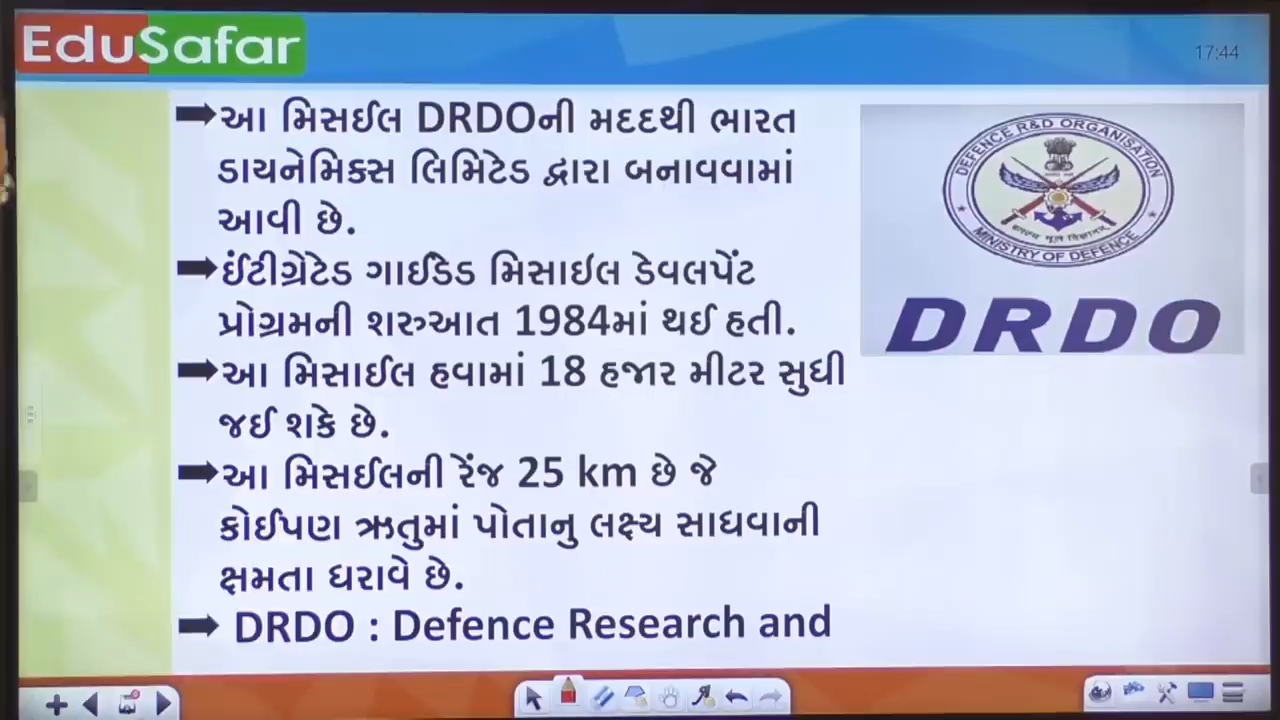 EduSafar
17:44
આ મિસઈલ DRDOની મદદથી ભારત
ડાયનેમિક્સ લિમિટેડ દ્વારા બનાવવામાં
આવી છે.
ઈંટીગ્રેટેડ ગાઈડેડ મિસાઇલ ડેવલપેંટ
પ્રોગ્રમની શરુઆત 1984માં થઈ હતી.
આ મિસાઈલ હવામાં 18 હજાર મીટર સુધી
જઈ શકે છે.
આ મિસઈલની રેંજ 25 km છે જે
કોઈપણ ઋતુમાં પોતાનુ લક્ષ્ય સાધવાની
ક્ષમતા ધરાવે છે.
DRDO : Defence Research and
DEFENCE R&D ORGANISATION
MINISTRY OF DEFENCE
DRDO